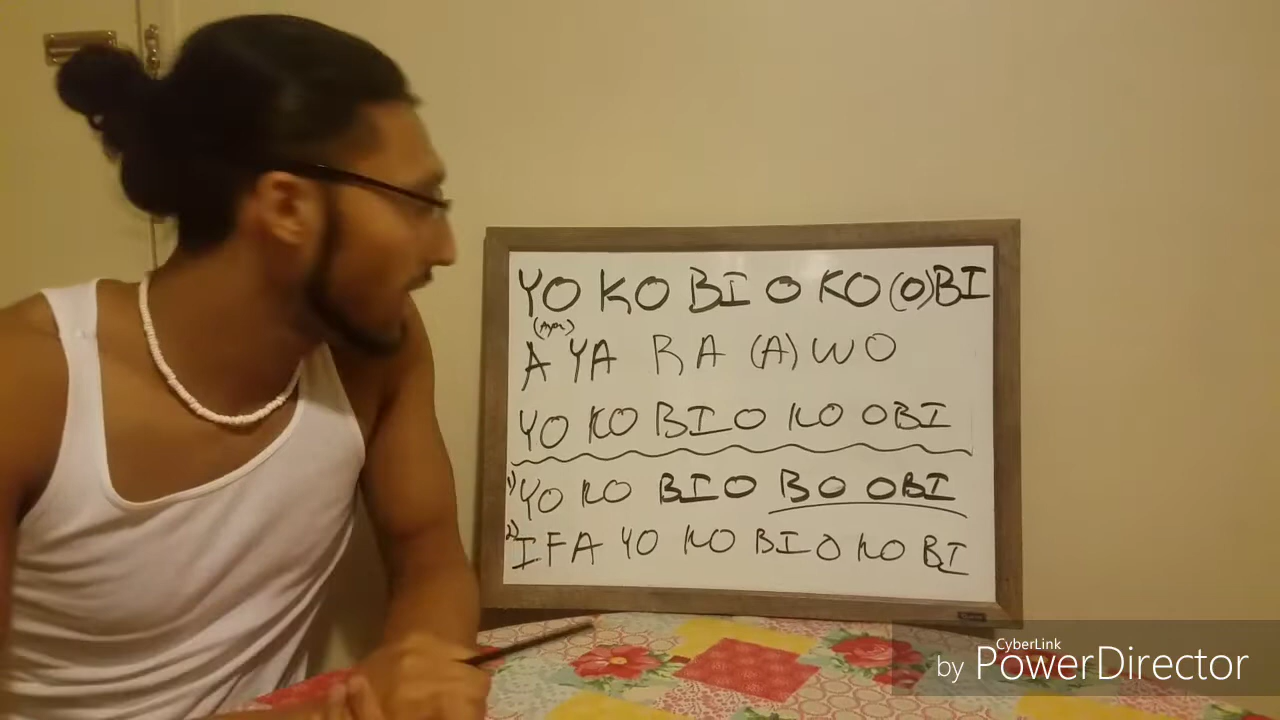 YO KO BI O KO (O)BI
(Aya)
A YA RA (A) WO
YO KO BI O KO OBI
1) YO KO BI O BO OBI
2) IFA YO KO BI O KO BI
CyberLink
by PowerDirector